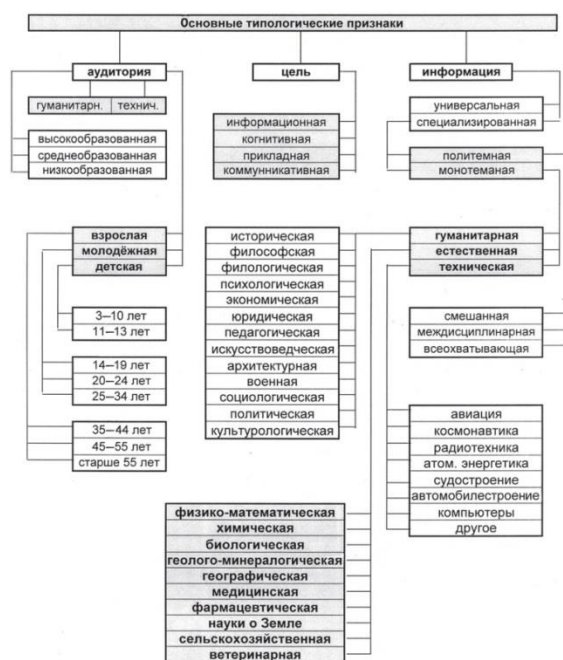 Основные типологические признаки
аудитория
гуманитарн. технич.
высокообразованная
среднеобразованная
низкообразованная
взрослая
молодёжная
детская
3—10 лет
11—13 лет
14—19 лет
20—24 лет
25—34 лет
35—44 лет
45—55 лет
старше 55 лет
цель
информационная
когнитивная
прикладная
коммуникативная
историческая
философская
филологическая
психологическая
экономическая
юридическая
педагогическая
искусствоведческая
архитектурная
военная
социологическая
политическая
культурологическая
физико-математическая
химическая
биологическая
геолого-минералогическая
географическая
медицинская
фармацевтическая
науки о Земле
сельскохозяйственная
ветеринарная
информация
универсальная
специализированная
политемная
монотеманая
гуманитарная
естественная
техническая
смешанная
междисциплинарная
всеохватывающая
авиация
космонавтика
радиотехника
атом. энергетика
судостроение
автомобилестроение
компьютеры
другое